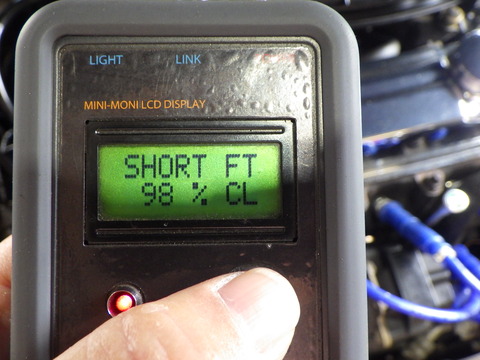 LIGHT LINK
MINI-MONI LCD DISPLAY
SHORT FT
98 % CL